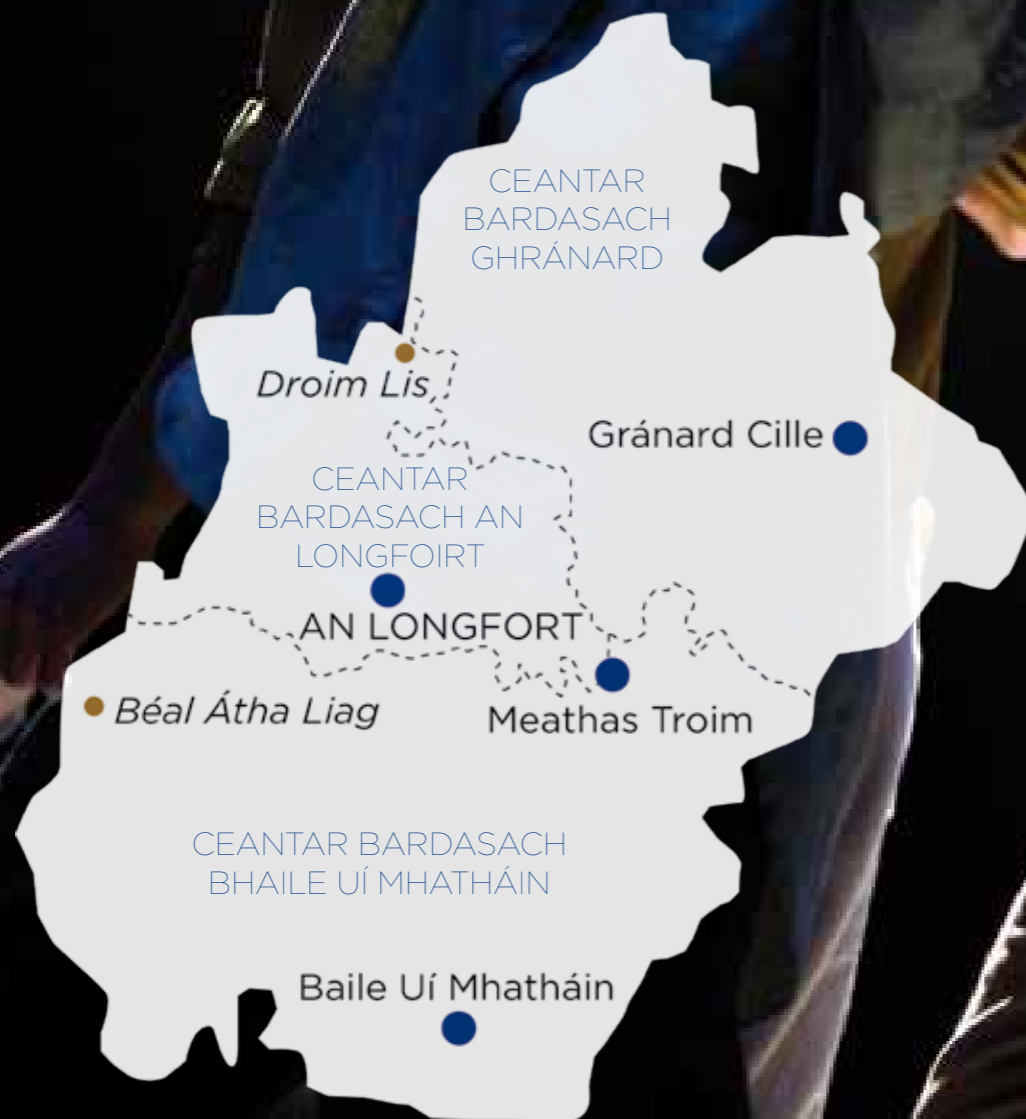 CEANTAR
BARDASACH
GHRÁNARD
Droim Lis
Gránard Cille
CEANTAR
BARDASACH AN
LONGFOIRT
AN LONGFORT
Béal Átha Liag
Meathas Troim
CEANTAR BARDASACH
BHAILE UÍ MHATHÁIN
Baile Uí Mhatháin